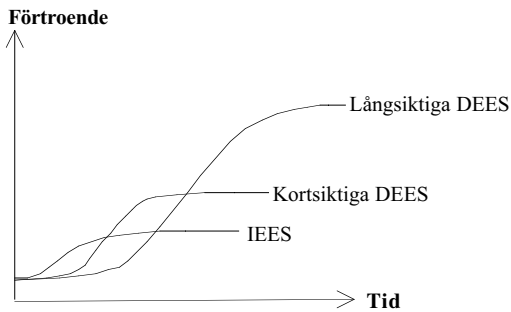 Förtroende
Långsiktiga DEES
Kortsiktiga DEES
IEES
Tid